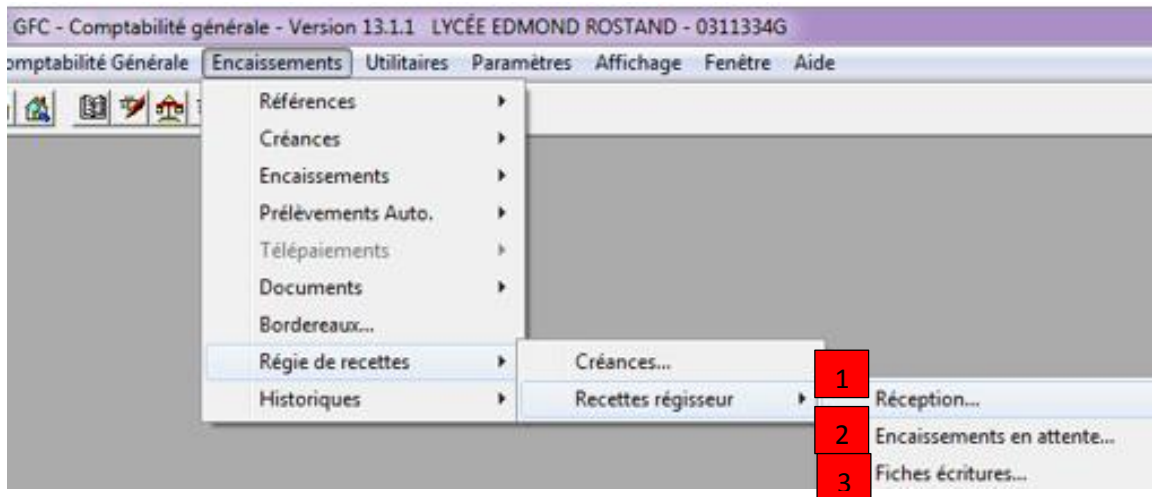 GFC - Comptabilité générale - Version 13.1.1 LYCÉE EDMOND ROSTAND - 0311334G
omptabilité Générale Encaissements Utilitaires Paramètres Affichage Fenêtre Aide
Références
Créances
Encaissements
Prélèvements Auto.
Télépaiements
Documents
Bordereaux...
Régie de recettes
Historiques
Créances...
Recettes régisseur
1 Réception...
2 Encaissements en attente...
3 Fiches écritures...